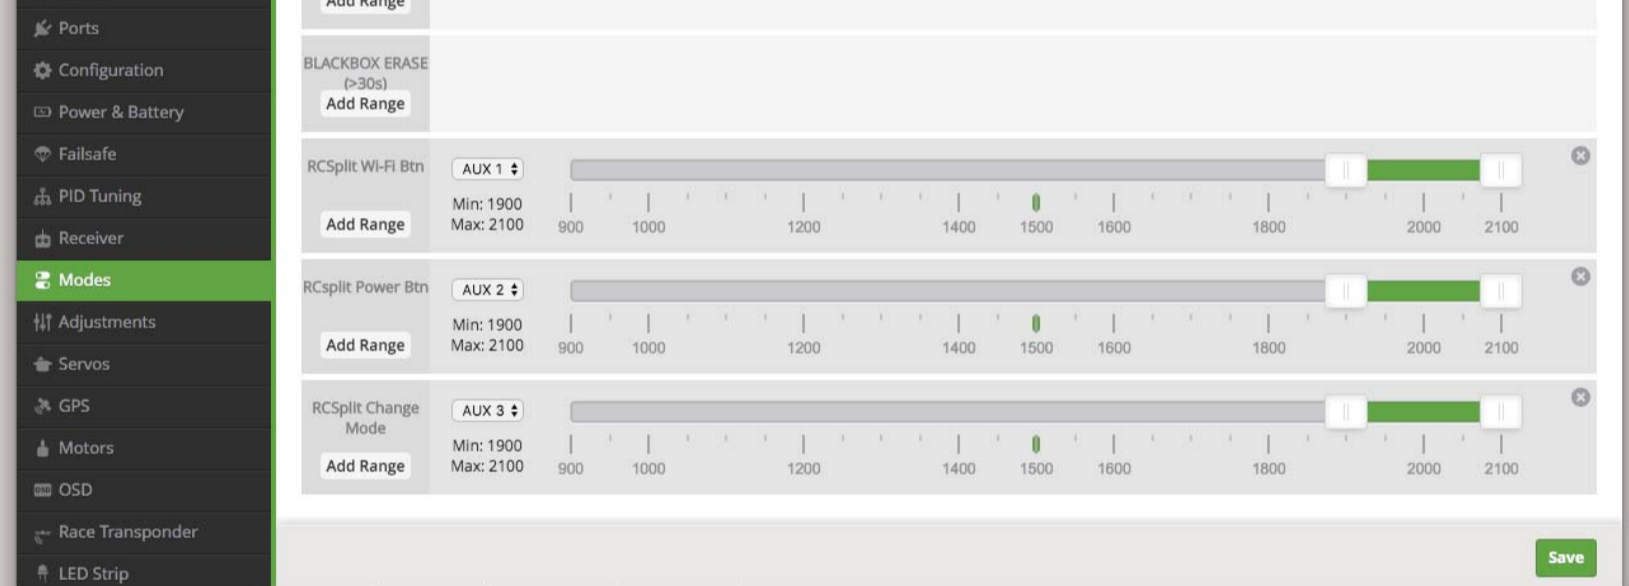 Add Range
Ports
Configuration
Power & Battery
Failsafe
PID Tuning
Receiver
Modes
Adjustments
Servos
GPS
Motors
OSD
Race Transponder
LED Strip
BLACKBOX ERASE
(>30s)
Add Range
RCSplit Wi-Fi Btn
Add Range
AUX 1
Min: 1900
Max: 2100
900 1000 1200 1400 1500 1600 1800 2000 2100
RCsplit Power Btn
Add Range
AUX 2
Min: 1900
Max: 2100
900 1000 1200 1400 1500 1600 1800 2000 2100
RCSplit Change
Mode
Add Range
AUX 3
Min: 1900
Max: 2100
900 1000 1200 1400 1500 1600 1800 2000 2100
Save